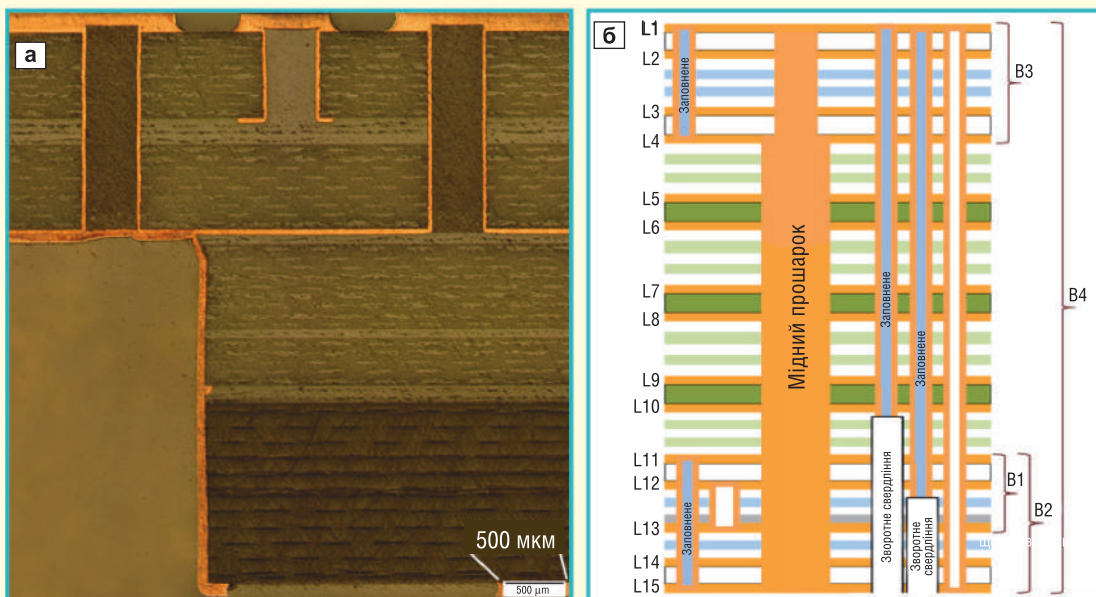 а
500 мкм
500 µm
б
L1
L2
L3
L4
L5
L6
L7
L8
L9
L10
L11
L12
L13
L14
L15
Заповнене
Мідний прошарок
Заповнене
Заповнене
Заповнене
Зворотне свердління
Зворотне
свердління
B3
B4
B1
B2